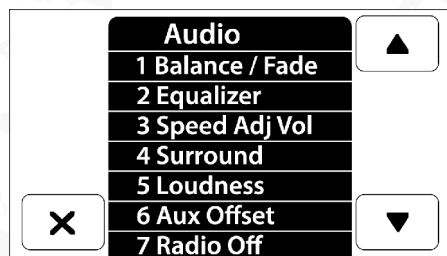 Audio
1 Balance / Fade
2 Equalizer
3 Speed Adj Vol
4 Surround
5 Loudness
6 Aux Offset
7 Radio Off